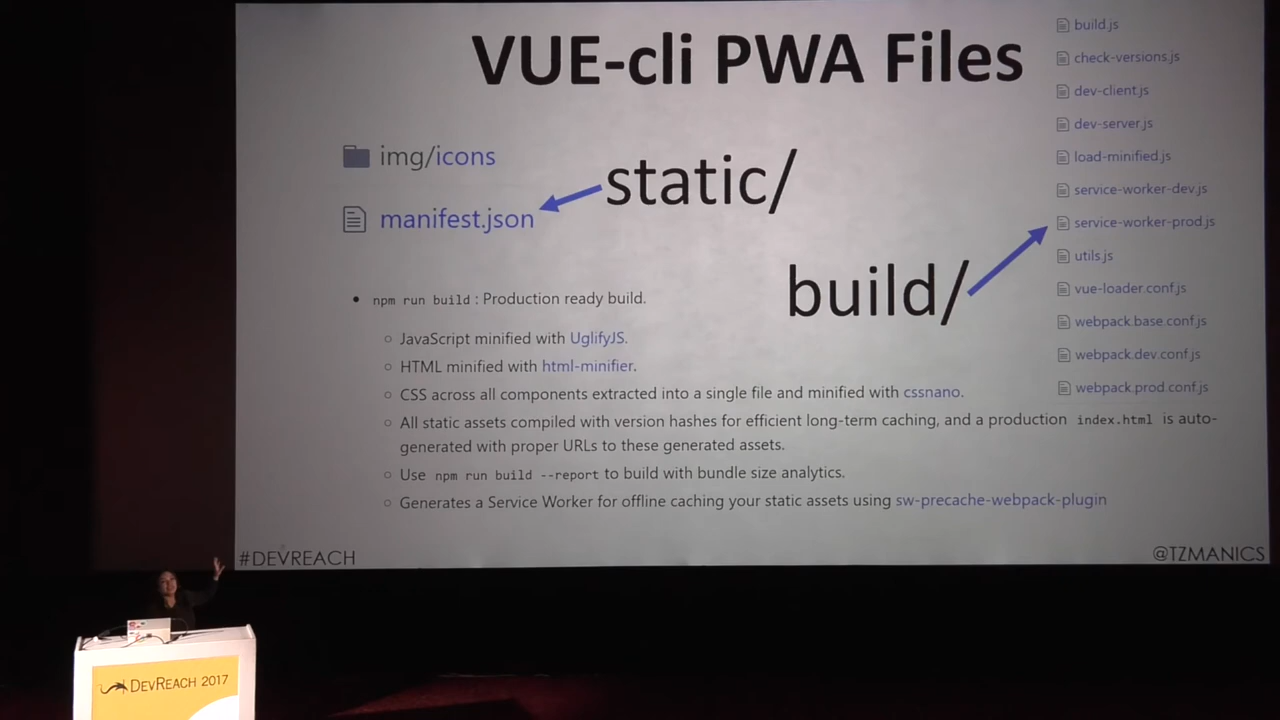 VUE-cli PWA Files
img/icons
manifest.json
static/
build/
build.js
check-versions.js
dev-client.js
dev-server.js
load-minified.js
service-worker-dev.js
service-worker-prod.js
utils.js
vue-loader.conf.js
webpack.base.conf.js
webpack.dev.conf.js
webpack.prod.conf.js
• npm run build : Production ready build.
○ JavaScript minified with UglifyJS.
○ HTML minified with html-minifier.
○ CSS across all components extracted into a single file and minified with cssnano.
○ All static assets compiled with version hashes for efficient long-term caching, and a production index.html is auto-
generated with proper URLs to these generated assets.
○ Use npm run build --report to build with bundle size analytics.
○ Generates a Service Worker for offline caching your static assets using sw-precache-webpack-plugin
#DEVREACH
@TZMANICS
DEVREACH 2017